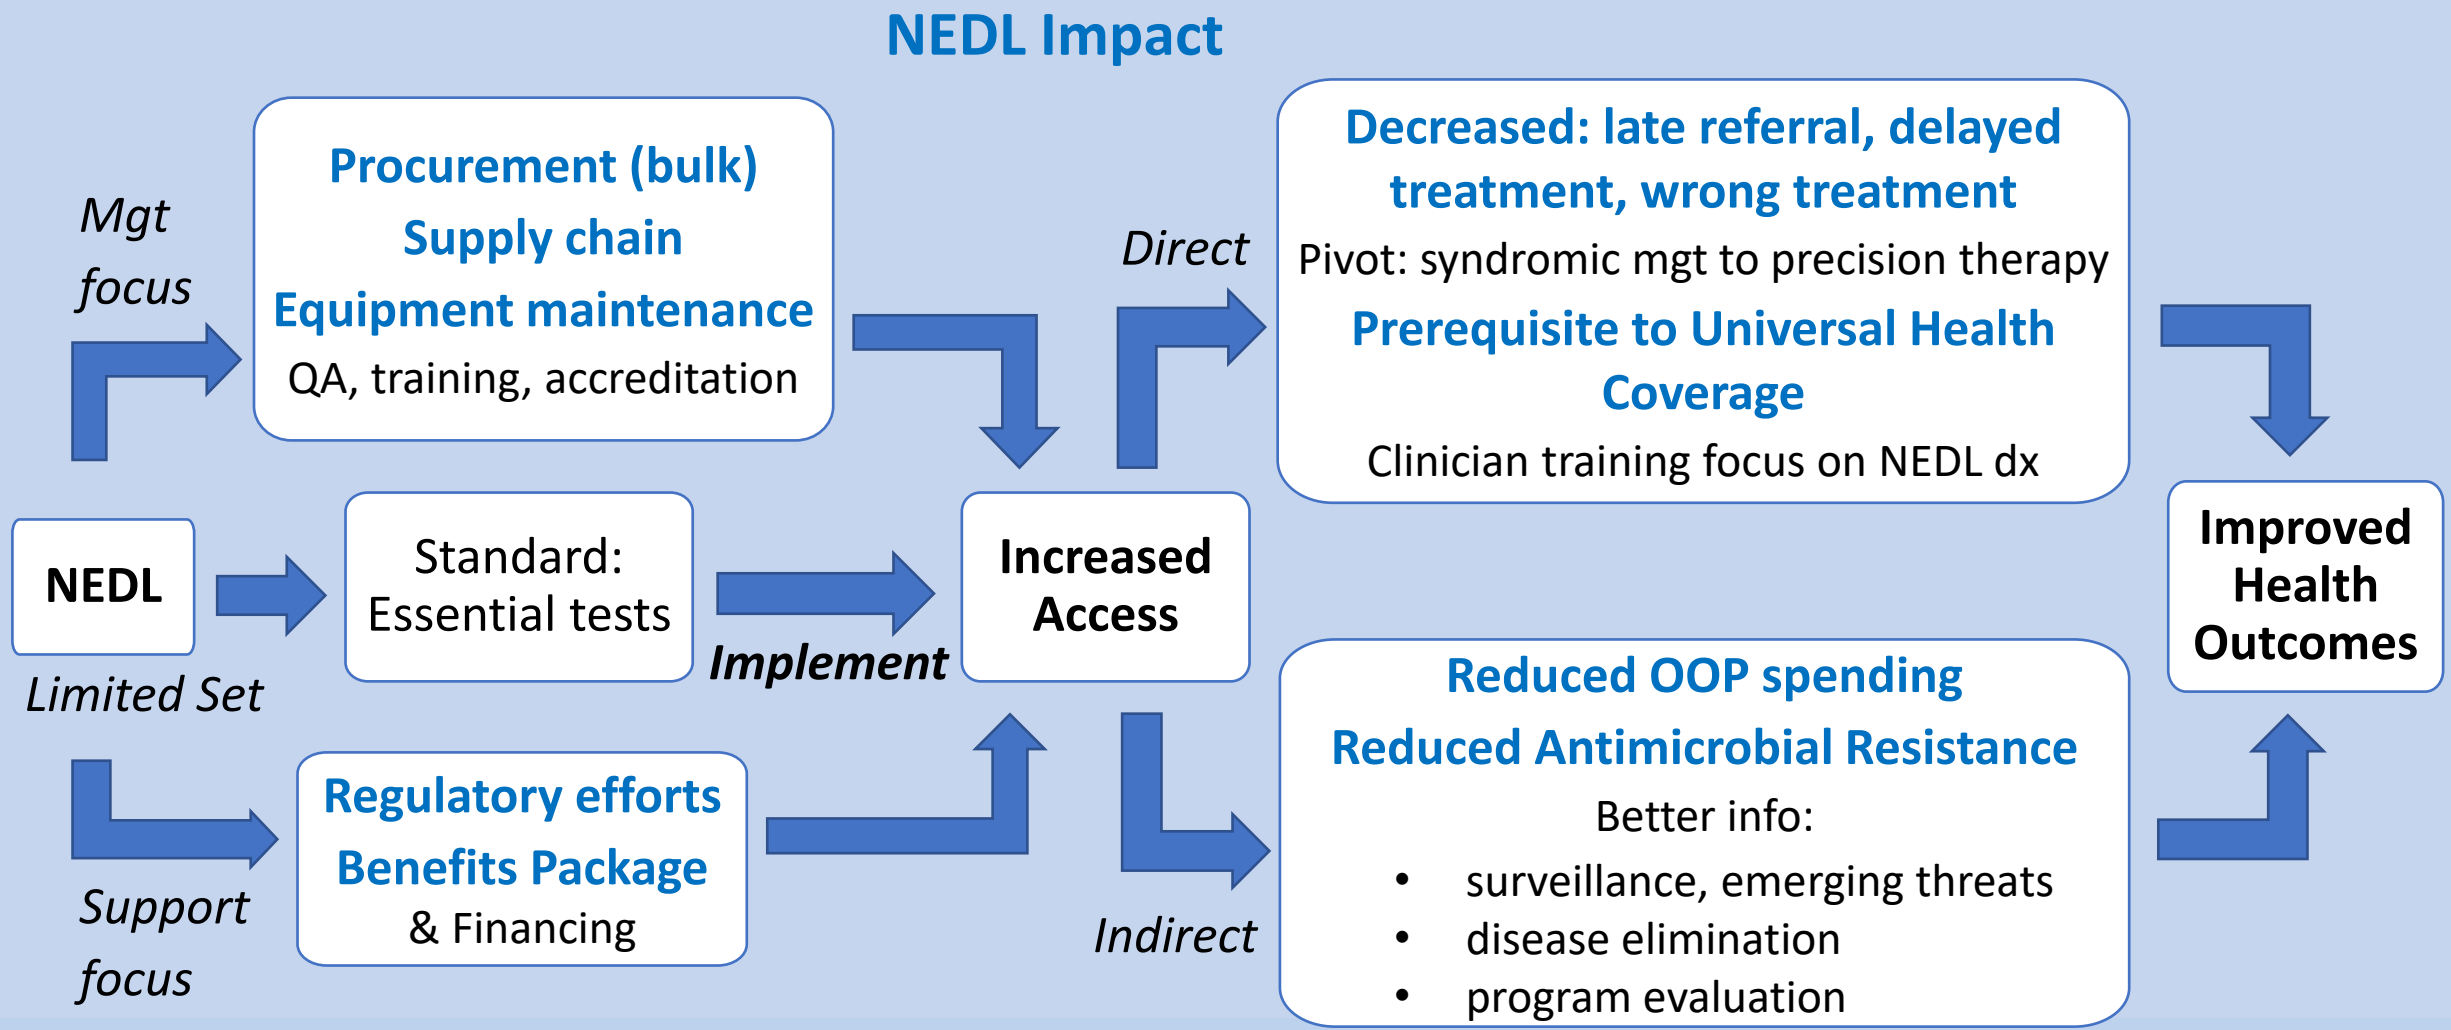 NEDL Impact
Mgt
focus
Procurement (bulk)
Supply chain
Equipment maintenance
QA, training, accreditation
NEDL
Limited Set
Standard:
Essential tests
Implement
Support
focus
Regulatory efforts
Benefits Package
& Financing
Increased
Access
Direct
Decreased: late referral, delayed
treatment, wrong treatment
Pivot: syndromic mgt to precision therapy
Prerequisite to Universal Health
Coverage
Clinician training focus on NEDL dx
Indirect
Reduced OOP spending
Reduced Antimicrobial Resistance
Better info:
• surveillance, emerging threats
• disease elimination
• program evaluation
Improved
Health
Outcomes